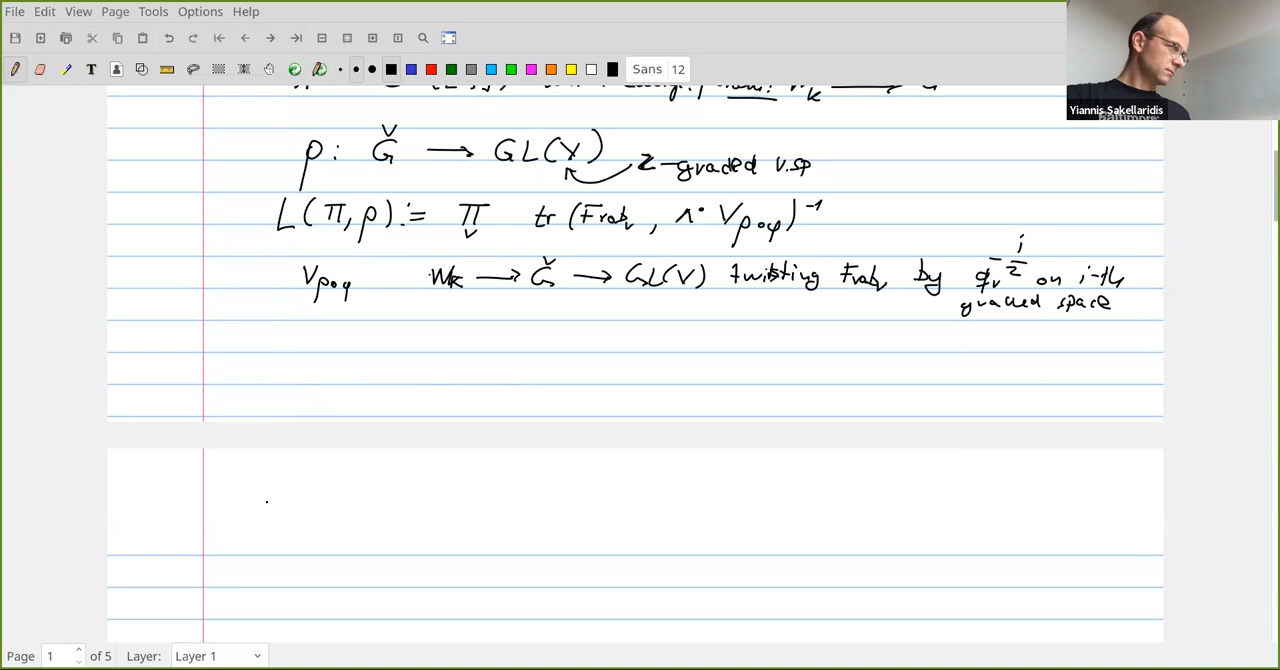 File Edit View Page Tools Options Help
Sans 12
Yiannis Sakellaridis
ρ: Ǧ → GL(V) Z-graded v.sp
L(π, ρ) := ∏_v tr(Frob_v, Λ^• V_{ρ∘φ})^{-1}
V_{ρ∘φ} W_k → Ǧ → GL(V) twisting Frob_v by q_v^{-i/2} on i-th
graded space
Page 1 of 5 Layer: Layer 1